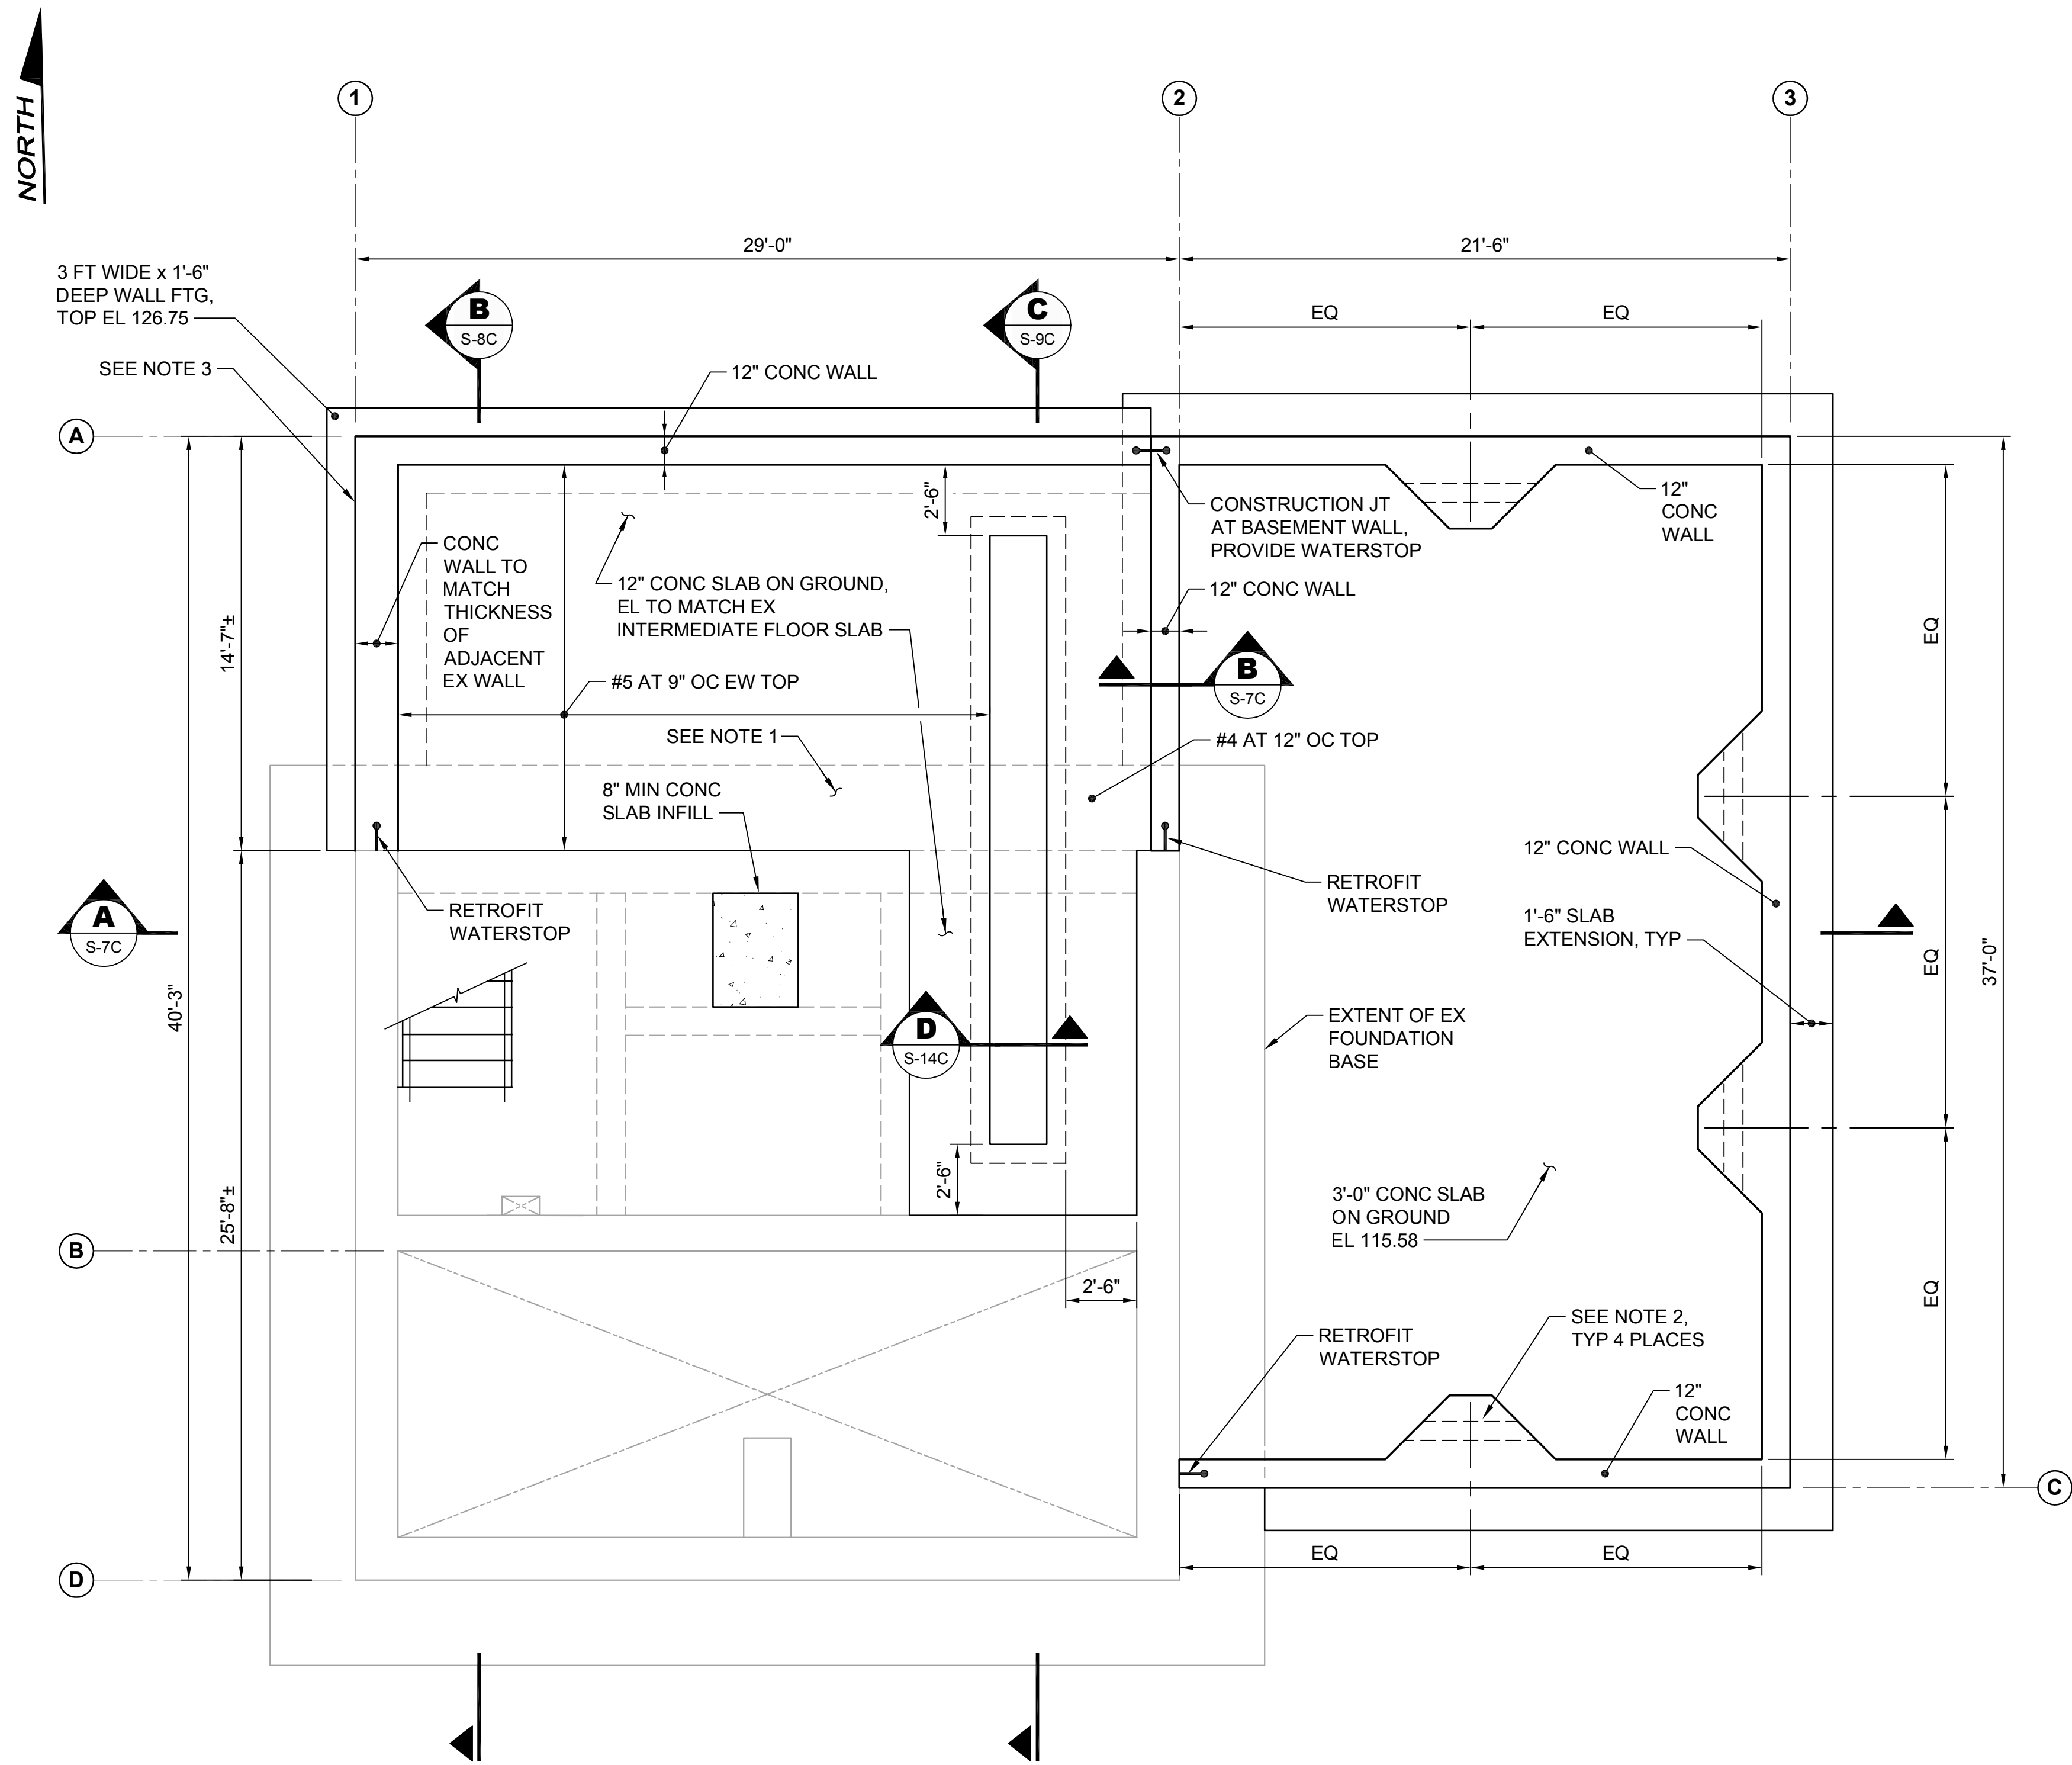 NORTH
1
2
3
29'-0"
21'-6"
3 FT WIDE x 1'-6"
DEEP WALL FTG,
TOP EL 126.75
B
S-8C
C
S-9C
EQ
EQ
SEE NOTE 3
12" CONC WALL
A
2'-6"
CONSTRUCTION JT
AT BASEMENT WALL,
PROVIDE WATERSTOP
12"
CONC
WALL
CONC
WALL TO
MATCH
THICKNESS
OF
ADJACENT
EX WALL
12" CONC SLAB ON GROUND,
EL TO MATCH EX
INTERMEDIATE FLOOR SLAB
12" CONC WALL
14'-7"±
EQ
#5 AT 9" OC EW TOP
B
S-7C
SEE NOTE 1
#4 AT 12" OC TOP
8" MIN CONC
SLAB INFILL
12" CONC WALL
RETROFIT
WATERSTOP
RETROFIT
WATERSTOP
A
S-7C
1'-6" SLAB
EXTENSION, TYP
EQ
37'-0"
40'-3"
D
S-14C
EXTENT OF EX
FOUNDATION
BASE
2'-6"
25'-8"±
3'-0" CONC SLAB
ON GROUND
EL 115.58
B
2'-6"
EQ
RETROFIT
WATERSTOP
SEE NOTE 2,
TYP 4 PLACES
12"
CONC
WALL
C
D
EQ
EQ